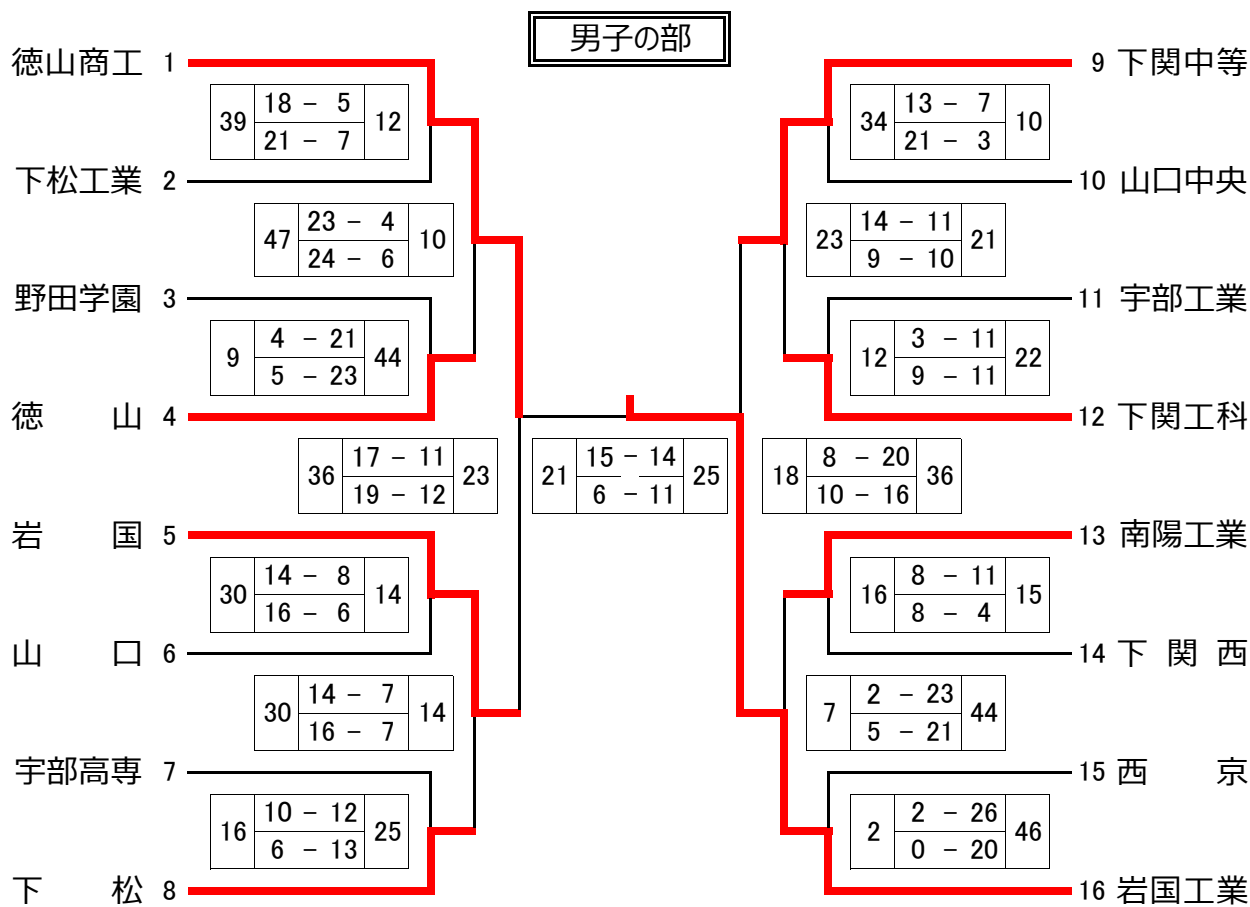 男子の部
徳山商工 1
39 18 - 5 12
21 - 7
下松工業 2
47 23 - 4 10
24 - 6
野田学園 3
9 4 - 21 44
5 - 23
徳山 4
36 17 - 11 23
19 - 12
岩国 5
30 14 - 8 14
16 - 6
山口 6
30 14 - 7 14
16 - 7
宇部高専 7
16 10 - 12 25
6 - 13
下松 8
21 15 - 14 25
6 - 11
9 下関中等
34 13 - 7 10
21 - 3
10 山口中央
23 14 - 11 21
9 - 10
11 宇部工業
12 3 - 11 22
9 - 11
12 下関工科
18 8 - 20 36
10 - 16
13 南陽工業
16 8 - 11 15
8 - 4
14 下関西
7 2 - 23 44
5 - 21
15 西京
2 2 - 26 46
0 - 20
16 岩国工業